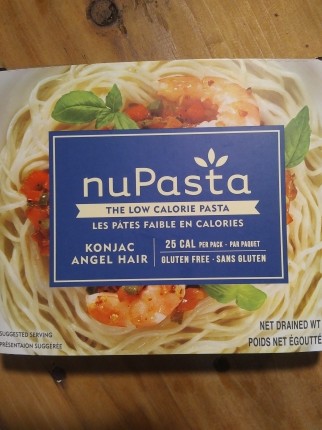 nuPasta
THE LOW CALORIE PASTA
LES PÂTES FAIBLE EN CALORIES
KONJAC
ANGEL HAIR
25 CAL PER PACK - PAR PAQUET
GLUTEN FREE · SANS GLUTEN
SUGGESTED SERVING
PRÉSENTAION SUGGÉRÉE
NET DRAINED WT
POIDS NET ÉGOUTTÉ